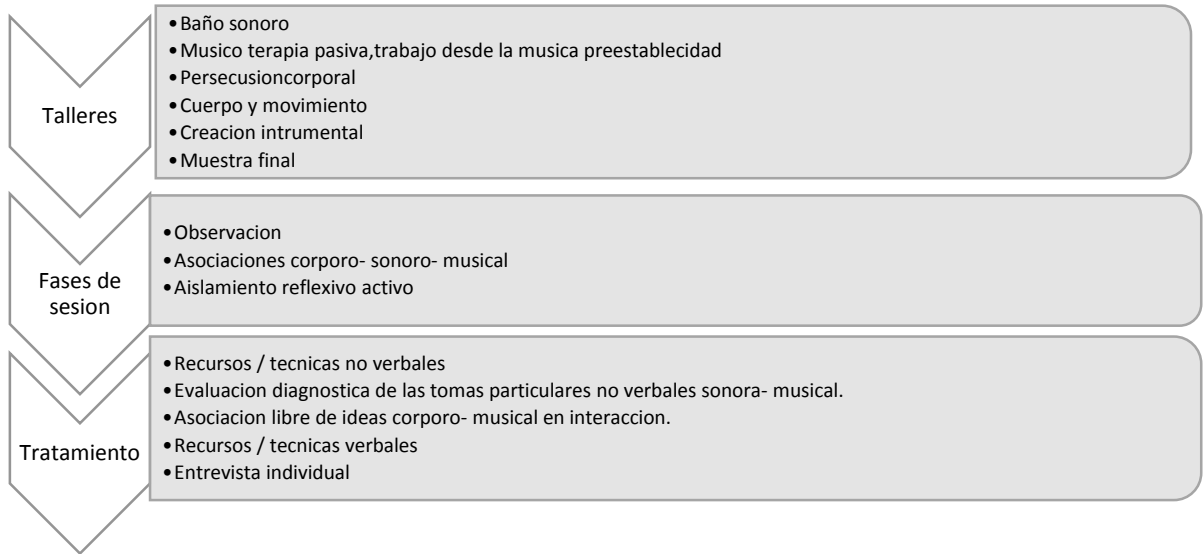 Talleres
•Baño sonoro
•Musico terapia pasiva,trabajo desde la musica preestablecidad
•Persecusioncorporal
•Cuerpo y movimiento
•Creacion intrumental
•Muestra final
Fases de
sesion
•Observacion
•Asociaciones corporo- sonoro- musical
•Aislamiento reflexivo activo
Tratamiento
•Recursos / tecnicas no verbales
•Evaluacion diagnostica de las tomas particulares no verbales sonora- musical.
•Asociacion libre de ideas corporo- musical en interaccion.
•Recursos / tecnicas verbales
•Entrevista individual